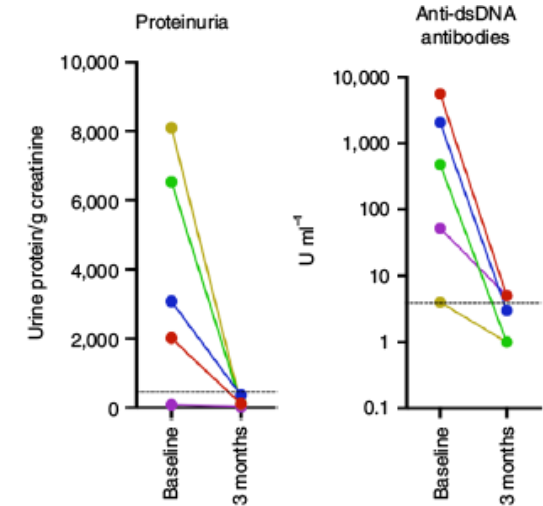 Proteinuria
Urine protein/g creatinine
10,000
8,000
6,000
4,000
2,000
0
Baseline
3 months
Anti-dsDNA
antibodies
U ml⁻¹
10,000
1,000
100
10
1
0.1
Baseline
3 months